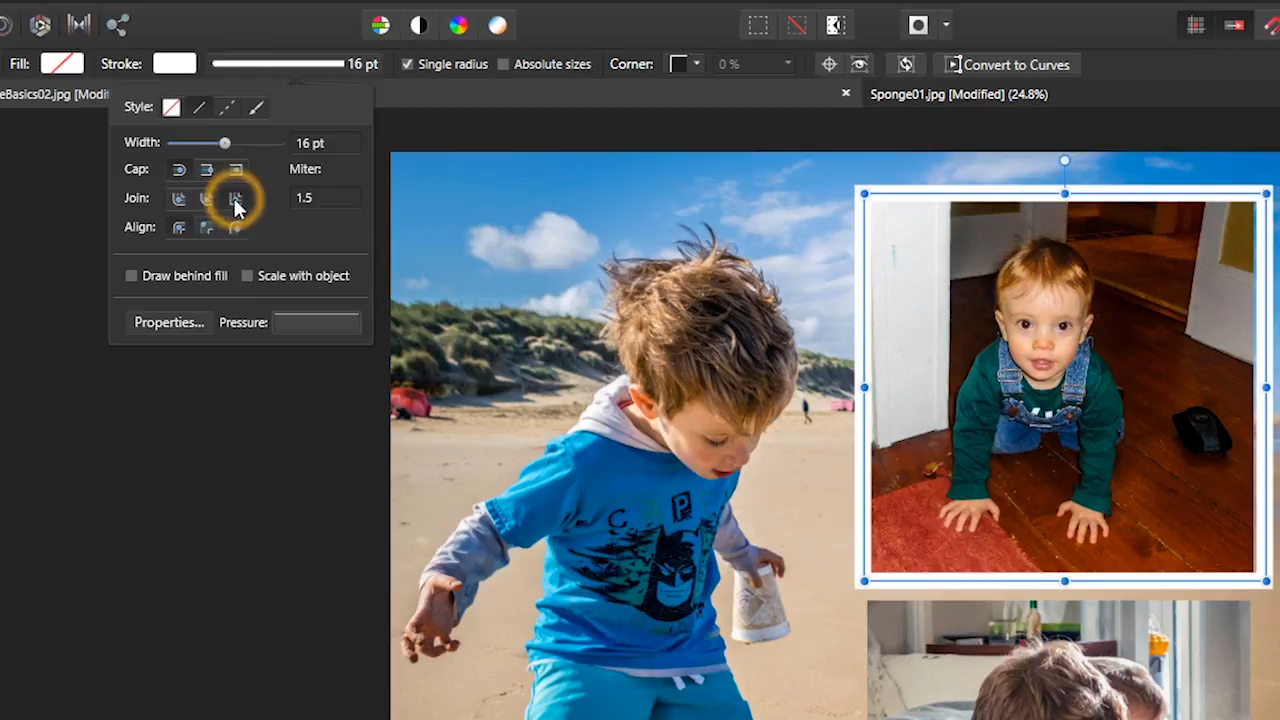 Fill: Stroke: 16 pt Single radius Absolute sizes Corner: 0 % Convert to Curves
eBasics02.jpg [Modif Sponge01.jpg [Modified] (24.8%)
Style:
Width: 16 pt
Cap: Miter:
Join: 1.5
Align:
Draw behind fill Scale with object
Properties... Pressure:
C P